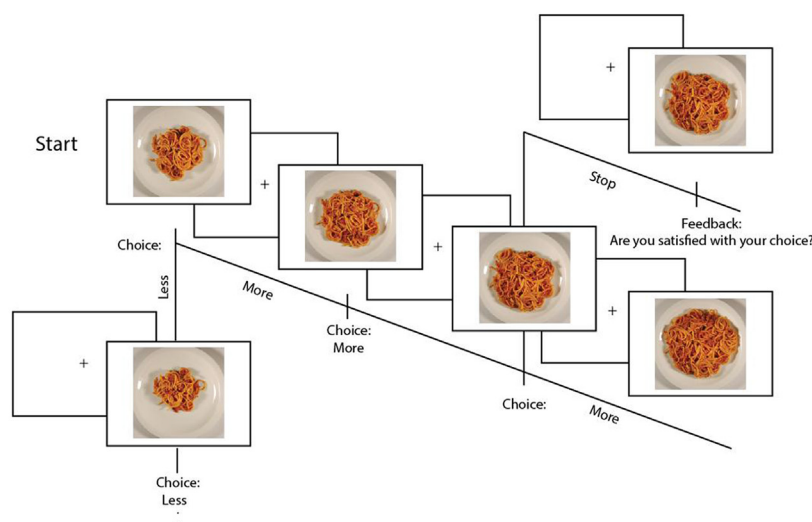 Start
+
+
+
+
+
Stop
Feedback:
Are you satisfied with your choice?
Choice:
Less
More
Choice:
More
Choice:
More
Choice:
Less